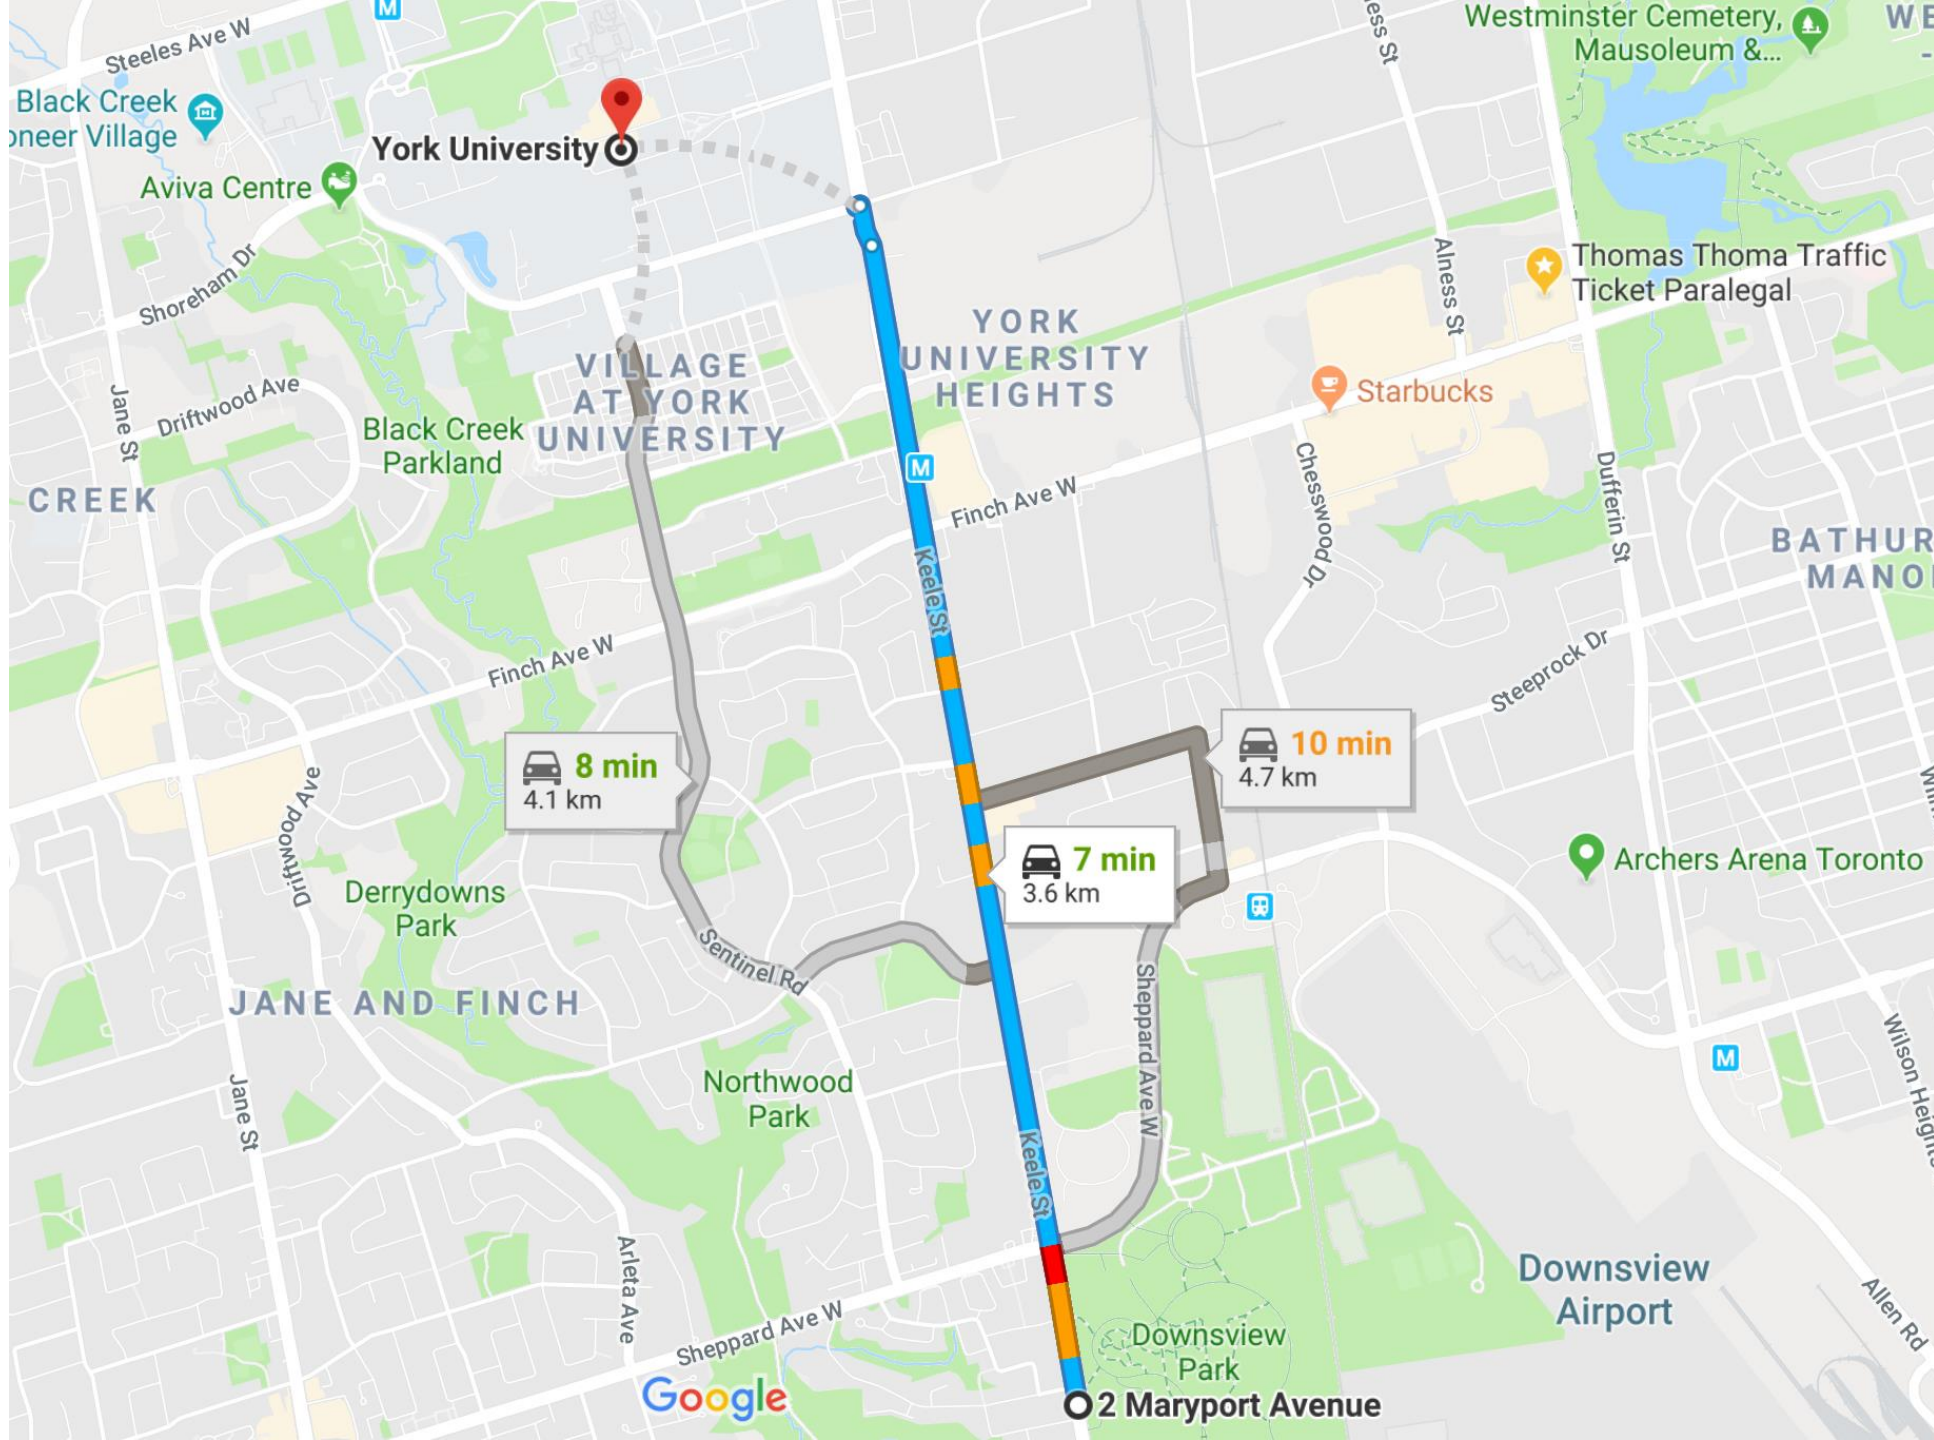 Steeles Ave W
M
Westminster Cemetery,
Mausoleum &...
Black Creek
oneer Village
York University
Aviva Centre
Shoreham Dr
Alness St
Thomas Thoma Traffic
Ticket Paralegal
YORK
UNIVERSITY
HEIGHTS
VILLAGE
AT YORK
UNIVERSITY
Jane St
Driftwood Ave
Black Creek
Parkland
Starbucks
M
CREEK
Finch Ave W
Chesswood Dr
Dufferin St
BATHUR
MANO
Keele St
Finch Ave W
Steeprock Dr
8 min
4.1 km
10 min
4.7 km
7 min
3.6 km
Driftwood Ave
Derrydowns
Park
Archers Arena Toronto
Sentinel Rd
JANE AND FINCH
Sheppard Ave W
M
Wilson Heigh
Northwood
Park
Jane St
Keele St
Arleta Ave
Downsview
Airport
Allen Rd
Sheppard Ave W
Downsview
Park
Google
2 Maryport Avenue